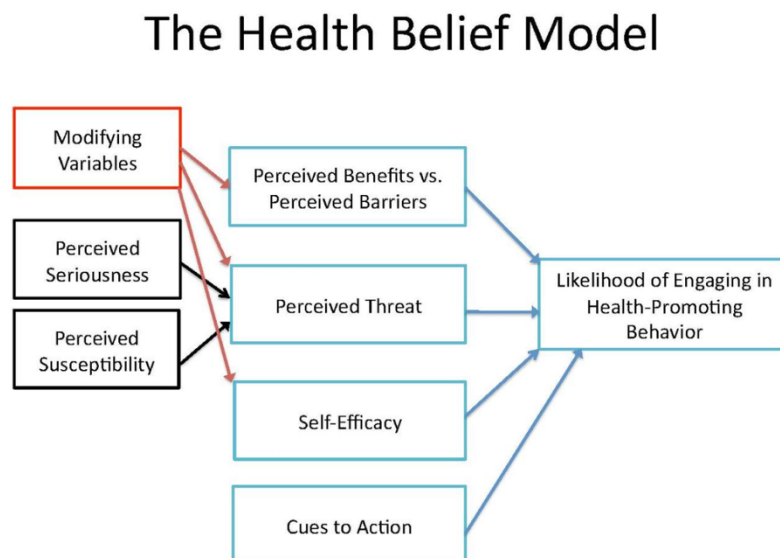 The Health Belief Model
Modifying
Variables
Perceived Benefits vs.
Perceived Barriers
Perceived
Seriousness
Perceived Threat
Likelihood of Engaging in
Health-Promoting
Behavior
Perceived
Susceptibility
Self-Efficacy
Cues to Action